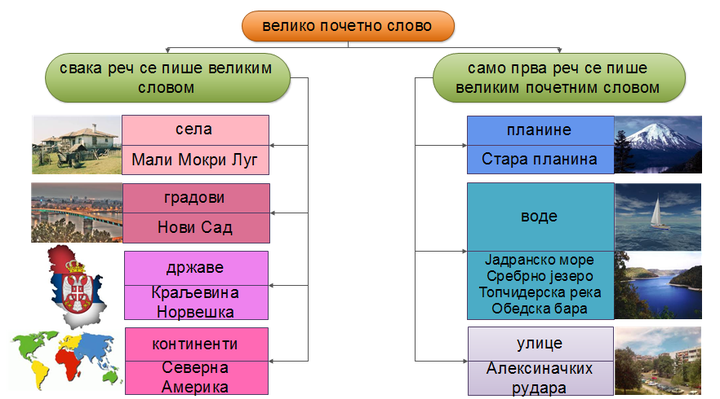 велико почетно слово
свака реч се пише великим
словом
села
Мали Мокри Луг
градови
Нови Сад
државе
Краљевина
Норвешка
континенти
Северна
Америка
само прва реч се пише
великим почетним словом
планине
Стара планина
воде
Јадранско море
Сребрно језеро
Топчидерска река
Обедска бара
улице
Алексиначких
рудара